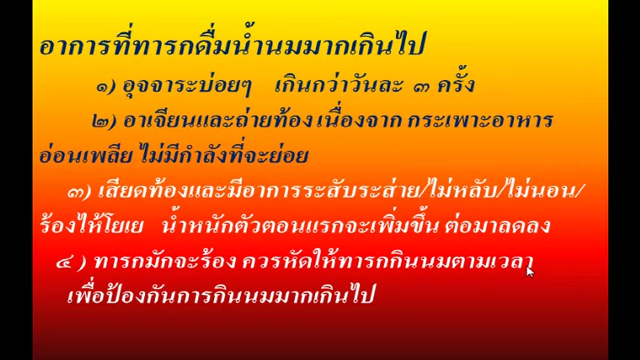 อาการที่ทารกดื่มน้ำนมมากเกินไป
๑) อุจจาระบ่อยๆ เกินกว่าวันละ ๓ ครั้ง
๒) อาเจียนและถ่ายท้อง เนื่องจาก กระเพาะอาหาร
อ่อนเพลีย ไม่มีกำลังที่จะย่อย
๓) เสียดท้องและมีอาการระสับระส่าย/ไม่หลับ/ไม่นอน/
ร้องไห้โยเย น้ำหนักตัวตอนแรกจะเพิ่มขึ้น ต่อมาลดลง
๔ ) ทารกมักจะร้อง ควรหัดให้ทารกกินนมตามเวลา
เพื่อป้องกันการกินนมมากเกินไป